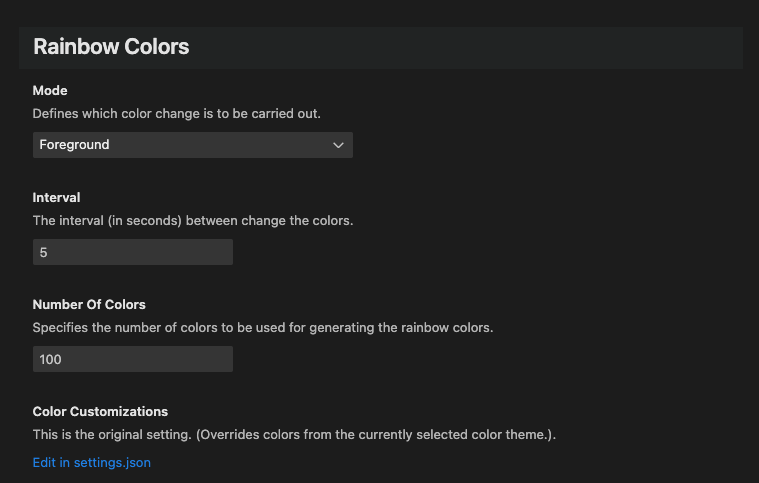 Rainbow Colors
Mode
Defines which color change is to be carried out.
Foreground
Interval
The interval (in seconds) between change the colors.
5
Number Of Colors
Specifies the number of colors to be used for generating the rainbow colors.
100
Color Customizations
This is the original setting. (Overrides colors from the currently selected color theme.).
Edit in settings.json